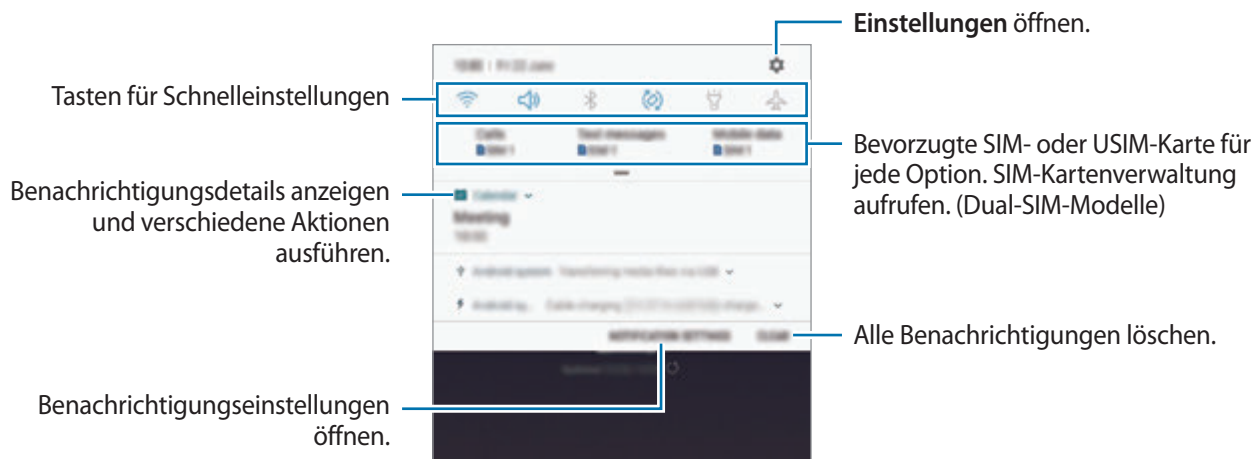 Einstellungen öffnen.
Tasten für Schnelleinstellungen
Bevorzugte SIM- oder USIM-Karte für
jede Option. SIM-Kartenverwaltung
aufrufen. (Dual-SIM-Modelle)
Benachrichtigungsdetails anzeigen
und verschiedene Aktionen
ausführen.
Calls
Text messages
Mobile data
Calendar
Meeting
Alle Benachrichtigungen löschen.
NOTIFICATION SETTINGS
CLEAR
Benachrichtigungseinstellungen
öffnen.